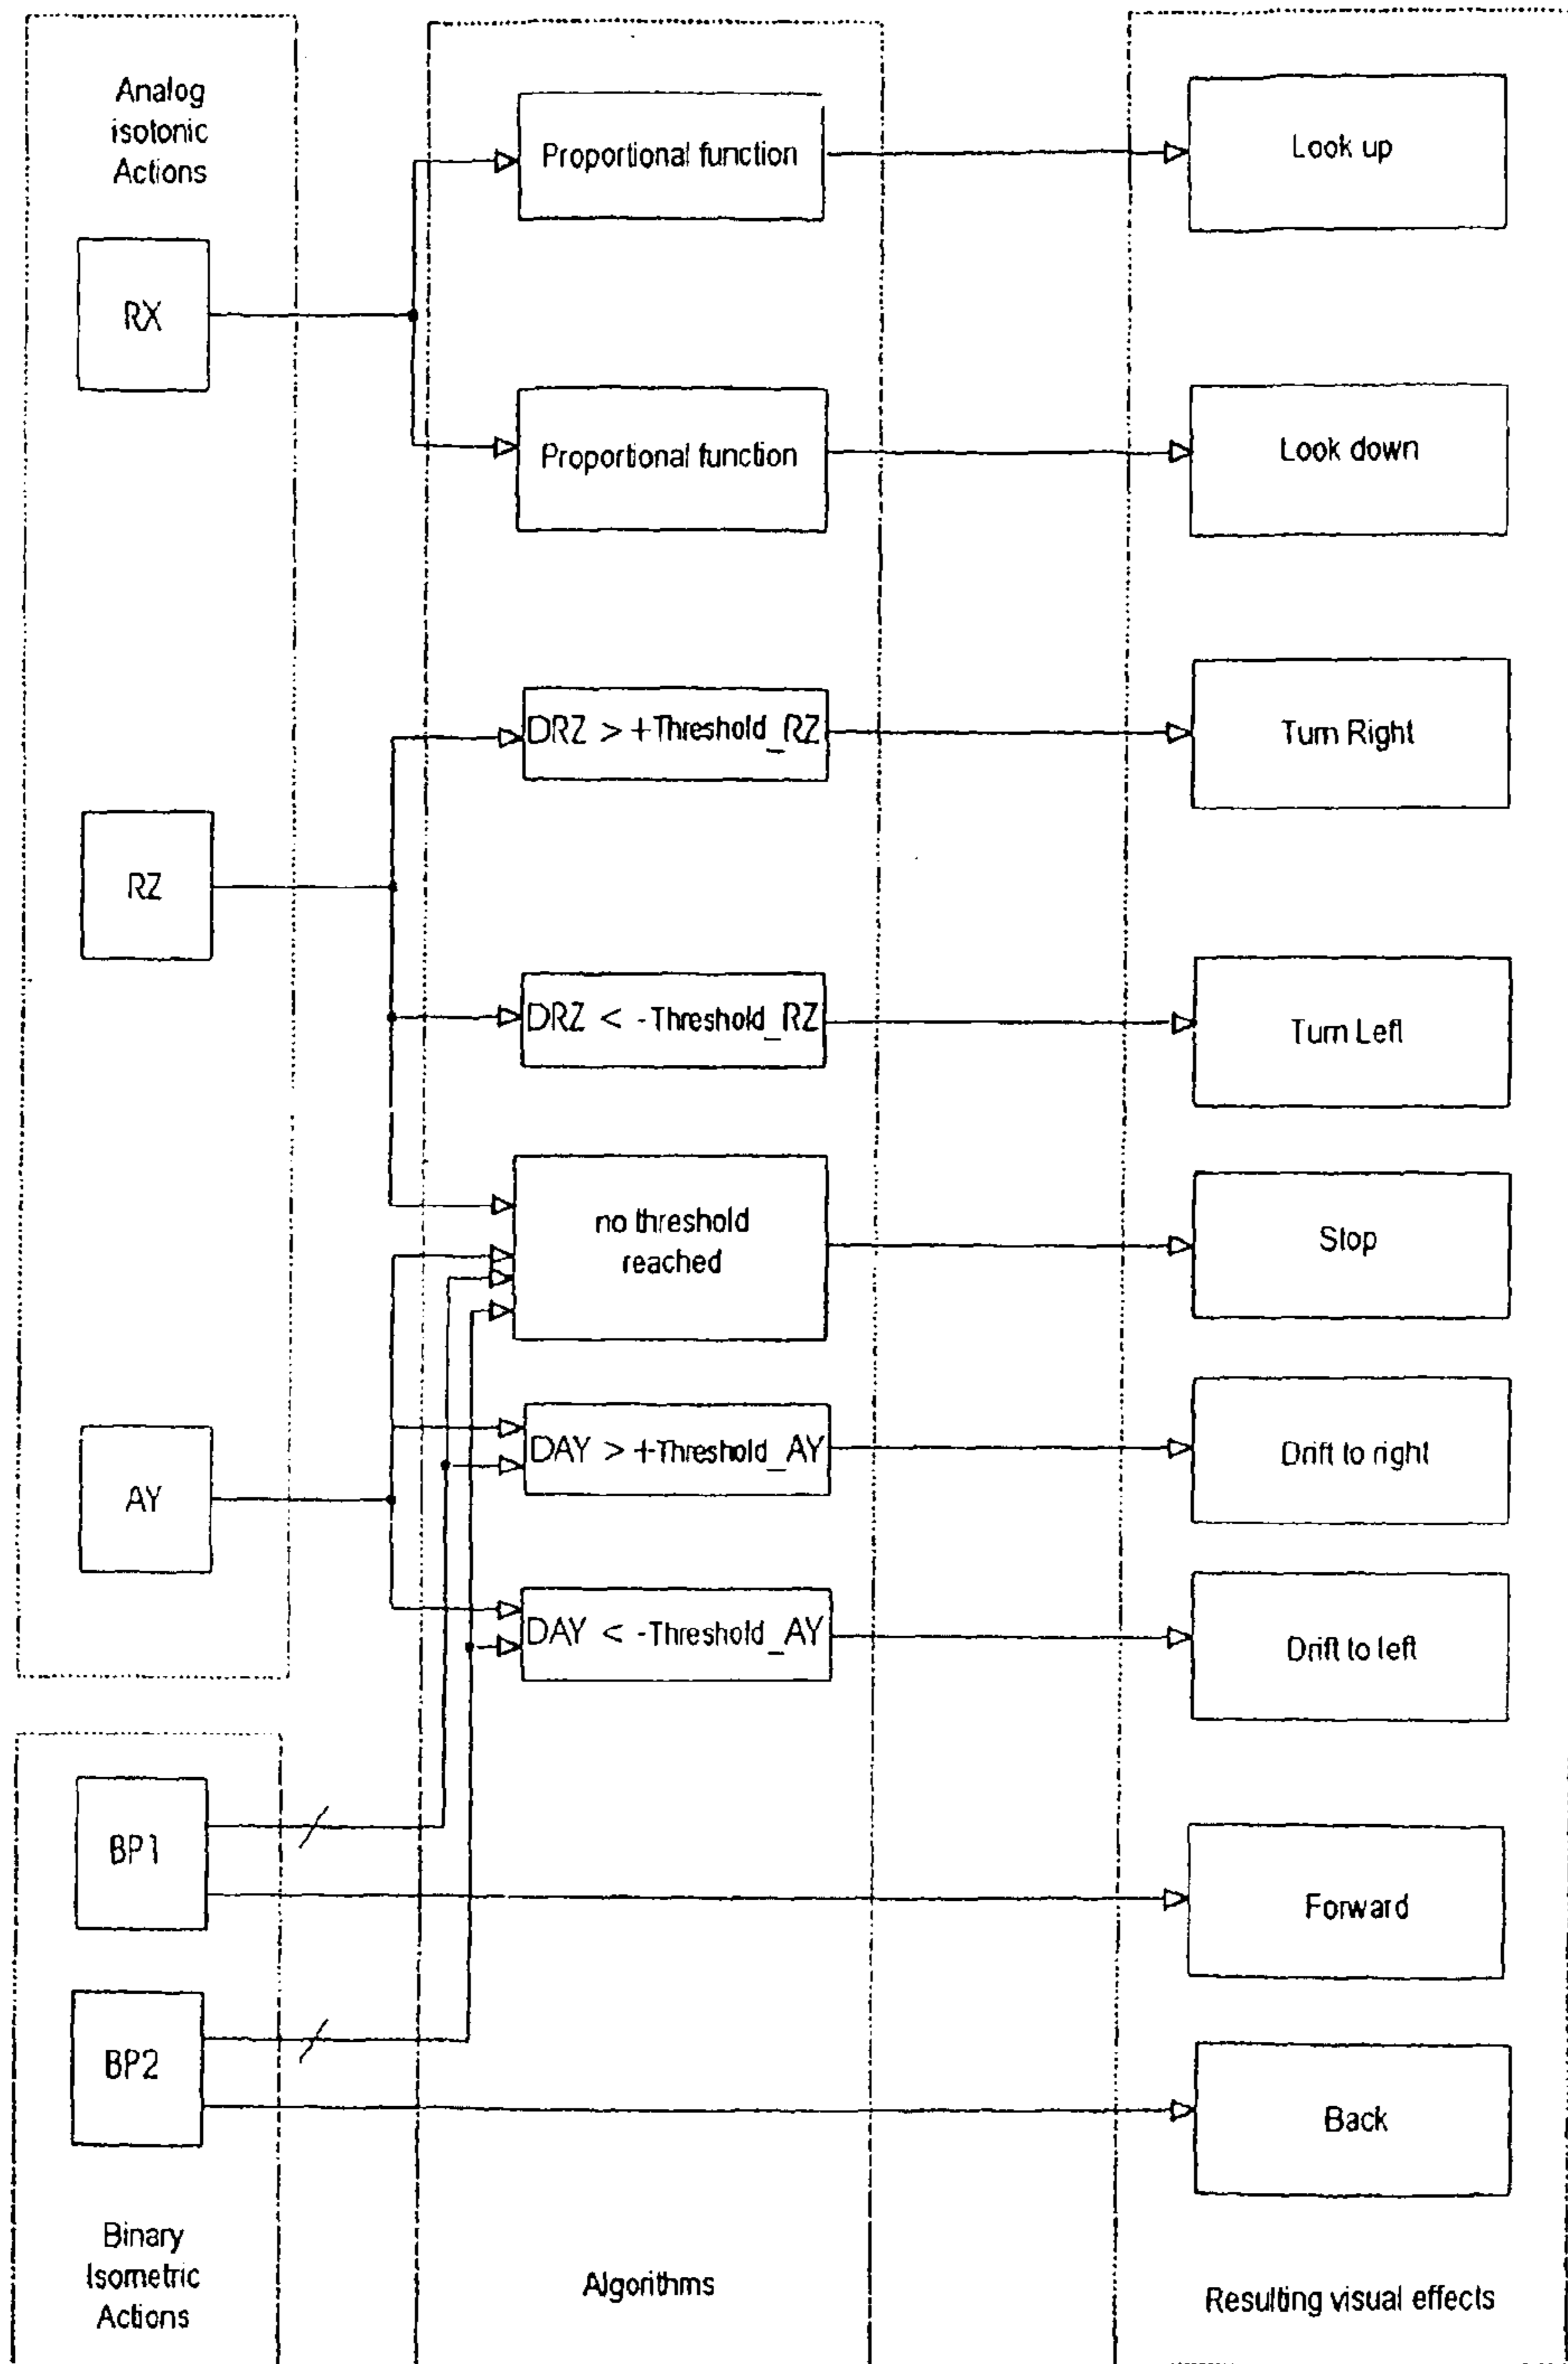 Analog
isotonic
Actions
RX
RZ
AY
BP1
BP2
Binary
Isometric
Actions
Proportional function
Proportional function
DRZ > +Threshold_RZ
DRZ < -Threshold_RZ
no threshold
reached
DAY > +Threshold_AY
DAY < -Threshold_AY
Algorithms
Look up
Look down
Turn Right
Turn Left
Stop
Drift to right
Drift to left
Forward
Back
Resulting visual effects